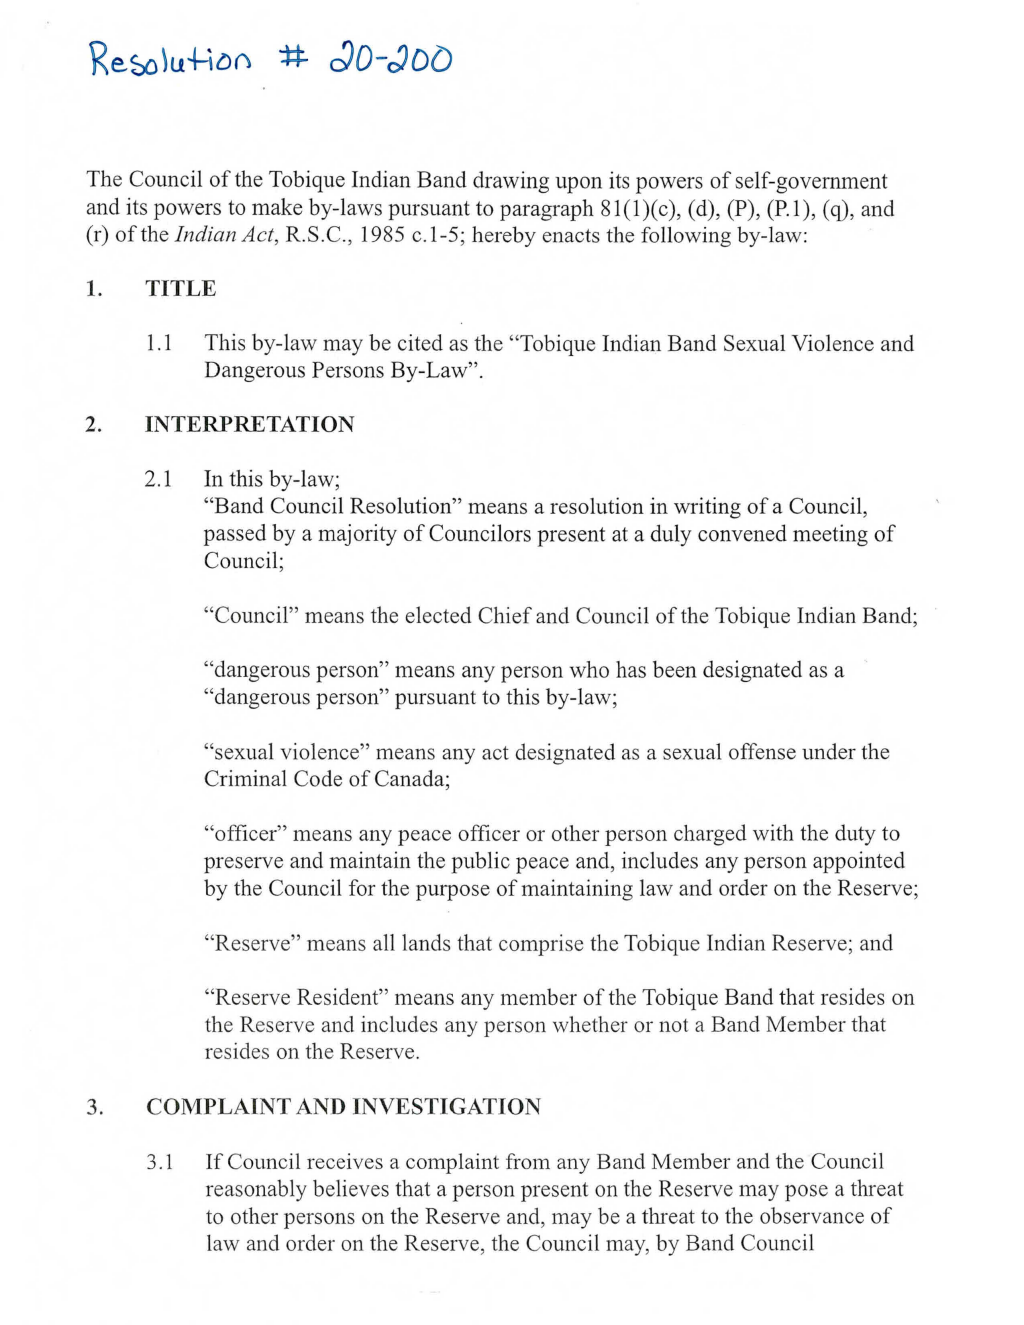 Resolution # 20-200
The Council of the Tobique Indian Band drawing upon its powers of self-government
and its powers to make by-laws pursuant to paragraph 81(1)(c), (d), (P), (P.1), (q), and
(r) of the Indian Act, R.S.C., 1985 c.1-5; hereby enacts the following by-law:
1. TITLE
1.1 This by-law may be cited as the “Tobique Indian Band Sexual Violence and
Dangerous Persons By-Law”.
2. INTERPRETATION
2.1 In this by-law;
“Band Council Resolution” means a resolution in writing of a Council,
passed by a majority of Councilors present at a duly convened meeting of
Council;
“Council” means the elected Chief and Council of the Tobique Indian Band;
“dangerous person” means any person who has been designated as a
“dangerous person” pursuant to this by-law;
“sexual violence” means any act designated as a sexual offense under the
Criminal Code of Canada;
“officer” means any peace officer or other person charged with the duty to
preserve and maintain the public peace and, includes any person appointed
by the Council for the purpose of maintaining law and order on the Reserve;
“Reserve” means all lands that comprise the Tobique Indian Reserve; and
“Reserve Resident” means any member of the Tobique Band that resides on
the Reserve and includes any person whether or not a Band Member that
resides on the Reserve.
3. COMPLAINT AND INVESTIGATION
3.1 If Council receives a complaint from any Band Member and the Council
reasonably believes that a person present on the Reserve may pose a threat
to other persons on the Reserve and, may be a threat to the observance of
law and order on the Reserve, the Council may, by Band Council